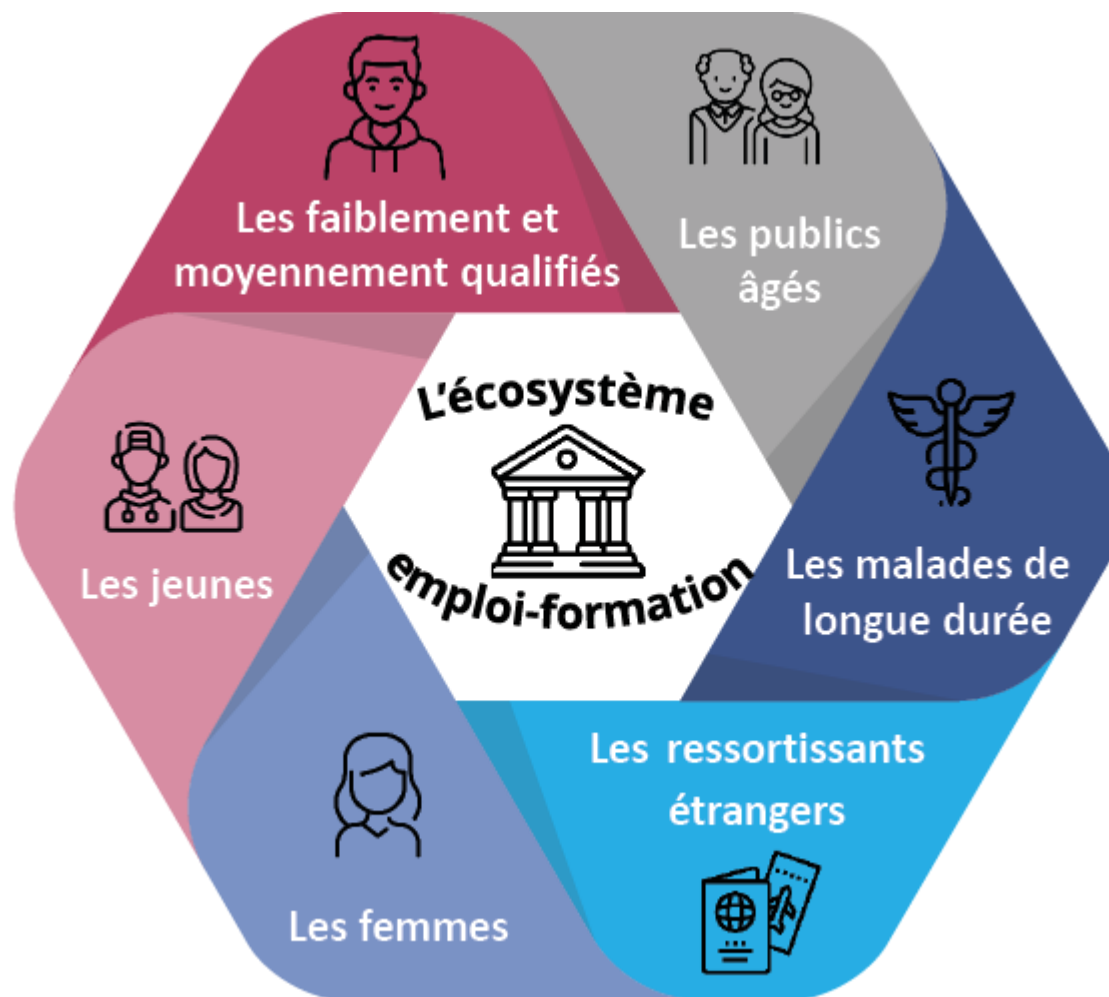 Les faiblement et
moyennement qualifiés
Les publics
âgés
L'écosystème
emploi-formation
Les jeunes
Les malades de
longue durée
Les ressortissants
étrangers
Les femmes